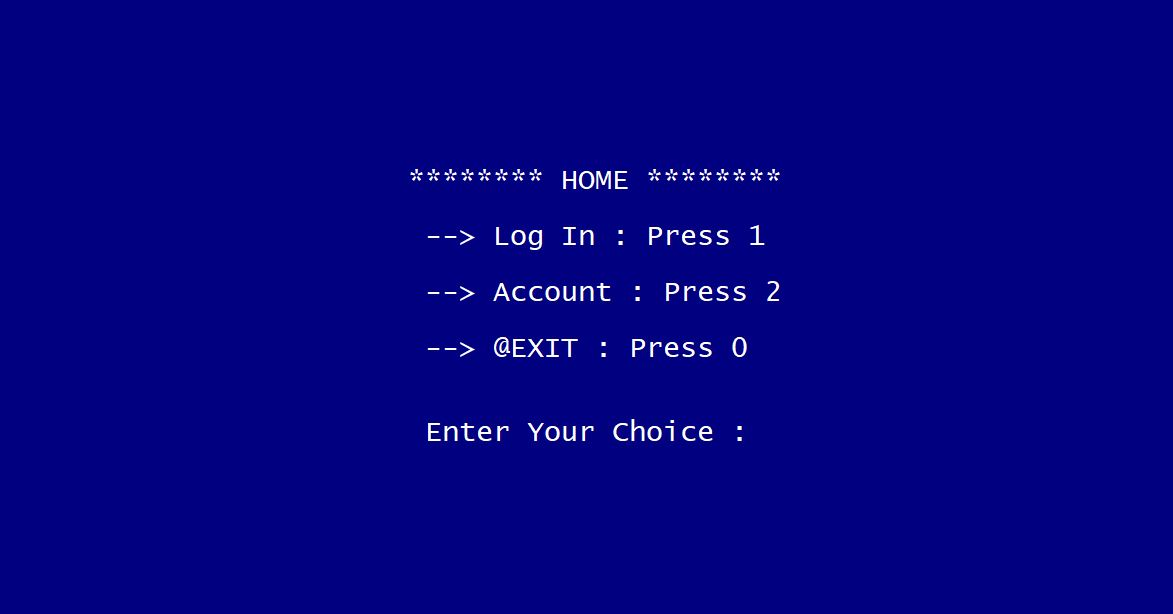 ******** HOME ********
--> Log In : Press 1
--> Account : Press 2
--> @EXIT : Press 0
Enter Your Choice :